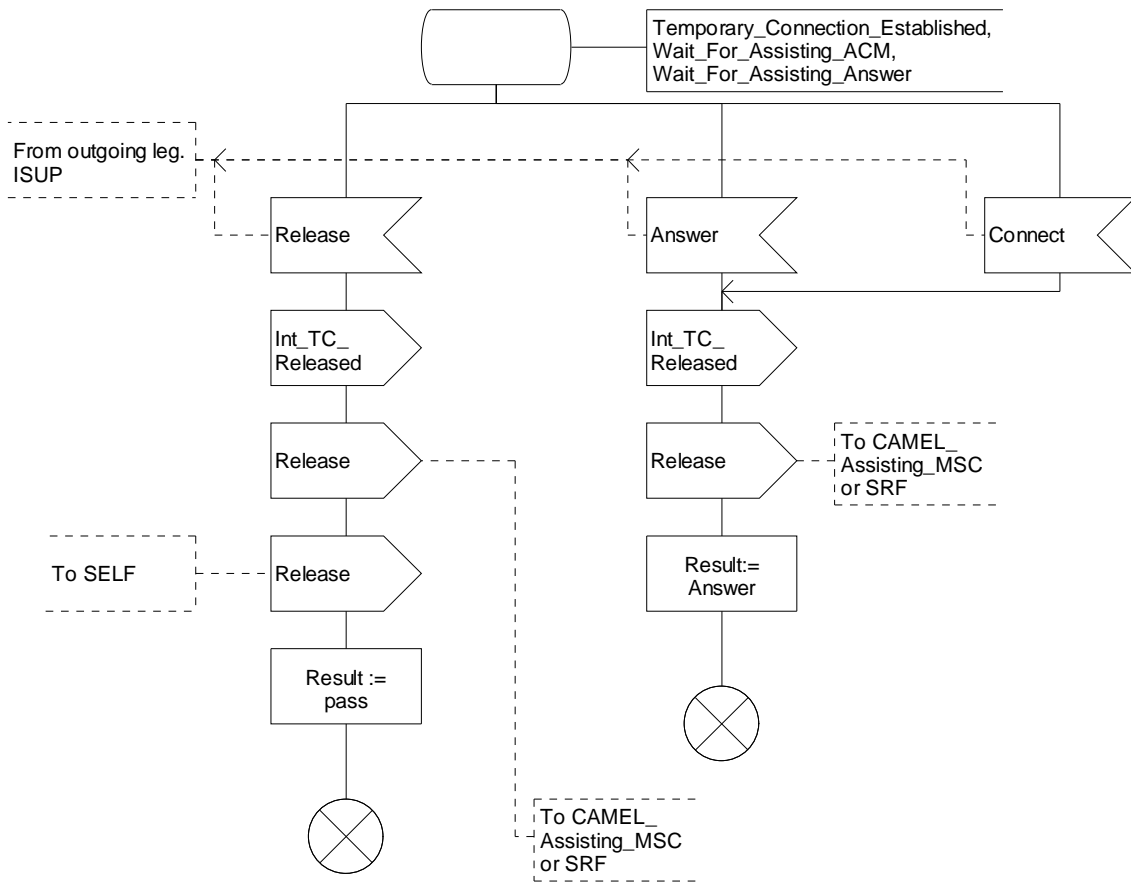 Temporary_Connection_Established,
Wait_For_Assisting_ACM,
Wait_For_Assisting_Answer
From outgoing leg.
ISUP
Release
Answer
Connect
Int_TC_
Released
Int_TC_
Released
Release
Release
To CAMEL_
Assisting_MSC
or SRF
To SELF
Release
Result:=
Answer
Result :=
pass
To CAMEL_
Assisting_MSC
or SRF